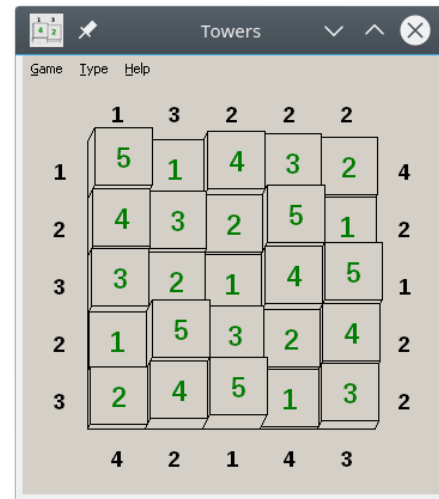 Towers
Game Type Help
1 3 2 2 2
1 5 1 4 3 2 4
2 4 3 2 5 1 2
3 3 2 1 4 5 1
2 1 5 3 2 4 2
3 2 4 5 1 3 2
4 2 1 4 3